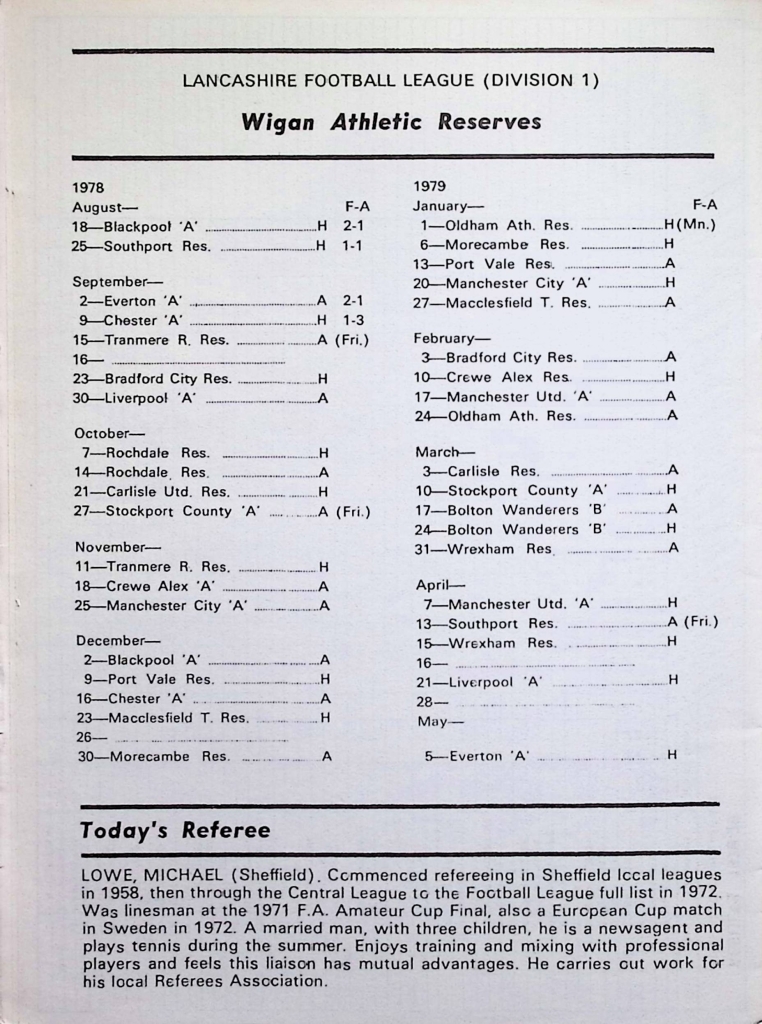 LANCASHIRE FOOTBALL LEAGUE (DIVISION 1)
Wigan Athletic Reserves
1978
August— F-A
18—Blackpool 'A' ..............................H 2-1
25—Southport Res. ..........................H 1-1
September—
2—Everton 'A' ................................A 2-1
9—Chester 'A' ................................H 1-3
15—Tranmere R. Res. ......................A (Fri.)
16— ..............................................
23—Bradford City Res. ......................H
30—Liverpool 'A' ..............................A
October—
7—Rochdale Res. ..........................H
14—Rochdale Res. ..........................A
21—Carlisle Utd. Res. ......................H
27—Stockport County 'A' ..............A (Fri.)
November—
11—Tranmere R. Res. ......................H
18—Crewe Alex 'A' ..........................A
25—Manchester City 'A' ..................A
December—
2—Blackpool 'A' ..............................A
9—Port Vale Res. ..........................H
16—Chester 'A' ................................A
23—Macclesfield T. Res. ................H
26— ..............................................
30—Morecambe Res. ......................A
1979
January— F-A
1—Oldham Ath. Res. ......................H(Mn.)
6—Morecambe Res. ......................H
13—Port Vale Res. ..........................A
20—Manchester City 'A' ..................H
27—Macclesfield T. Res. ..................A
February—
3—Bradford City Res. ......................A
10—Crewe Alex Res. ........................H
17—Manchester Utd. 'A' ..................A
24—Oldham Ath. Res. ......................A
March—
3—Carlisle Res. ..............................A
10—Stockport County 'A' ..............H
17—Bolton Wanderers 'B' ..............A
24—Bolton Wanderers 'B' ..............H
31—Wrexham Res. ..........................A
April—
7—Manchester Utd. 'A' ..................H
13—Southport Res. ..........................A (Fri.)
15—Wrexham Res. ..........................H
16— ..............................................
21—Liverpool 'A' ..............................H
28— ..............................................
May—
5—Everton 'A' ................................H
Today's Referee
LOWE, MICHAEL (Sheffield). Commenced refereeing in Sheffield local leagues
in 1958, then through the Central League to the Football League full list in 1972.
Was linesman at the 1971 F.A. Amateur Cup Final, also a European Cup match
in Sweden in 1972. A married man, with three children, he is a newsagent and
plays tennis during the summer. Enjoys training and mixing with professional
players and feels this liaison has mutual advantages. He carries out work for
his local Referees Association.